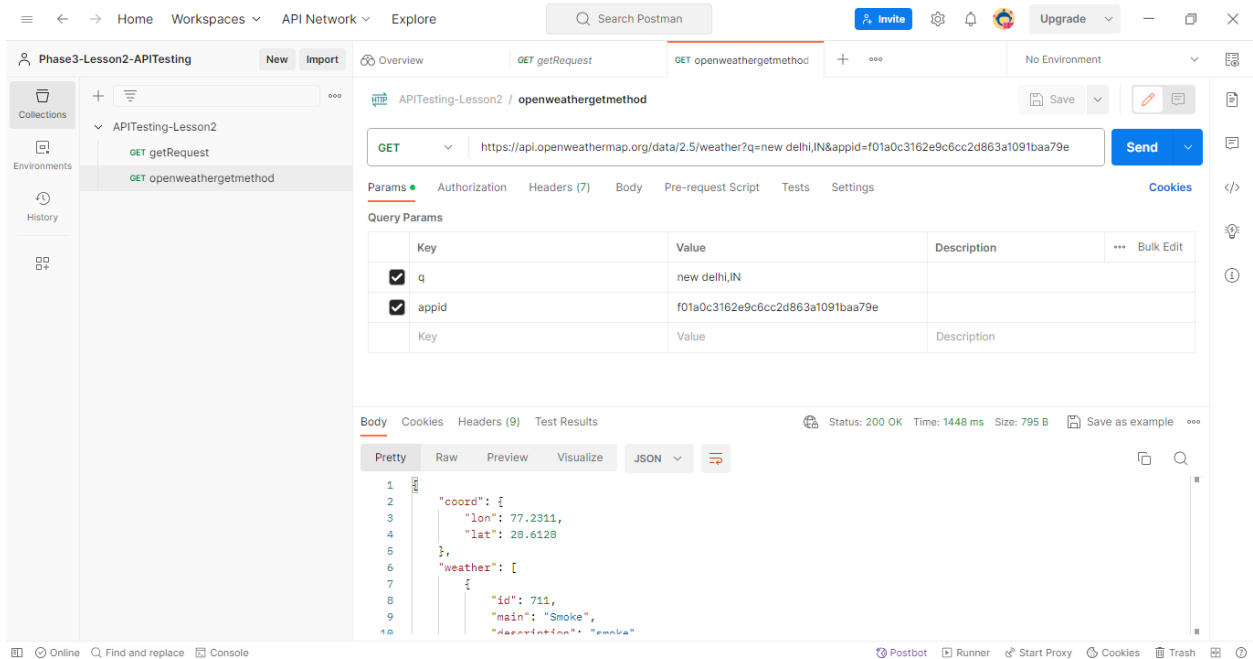 Home Workspaces API Network Explore Search Postman Invite Upgrade
Phase3-Lesson2-APITesting New Import Overview GET getRequest GET openweathergetmethod No Environment
Collections
Environments
History
APITesting-Lesson2
GET getRequest
GET openweathergetmethod
HTTP APITesting-Lesson2 / openweathergetmethod Save
GET https://api.openweathermap.org/data/2.5/weather?q=new delhi,IN&appid=f01a0c3162e9c6cc2d863a1091baa79e Send
Params Authorization Headers (7) Body Pre-request Script Tests Settings Cookies
Query Params
Key Value Description Bulk Edit
q new delhi,IN
appid f01a0c3162e9c6cc2d863a1091baa79e
Key Value Description
Body Cookies Headers (9) Test Results Status: 200 OK Time: 1448 ms Size: 795 B Save as example
Pretty Raw Preview Visualize JSON
1 {
2 "coord": {
3 "lon": 77.2311,
4 "lat": 28.6128
5 },
6 "weather": [
7 {
8 "id": 711,
9 "main": "Smoke",
10 "description": "smoke"
Online Find and replace Console Postbot Runner Start Proxy Cookies Trash